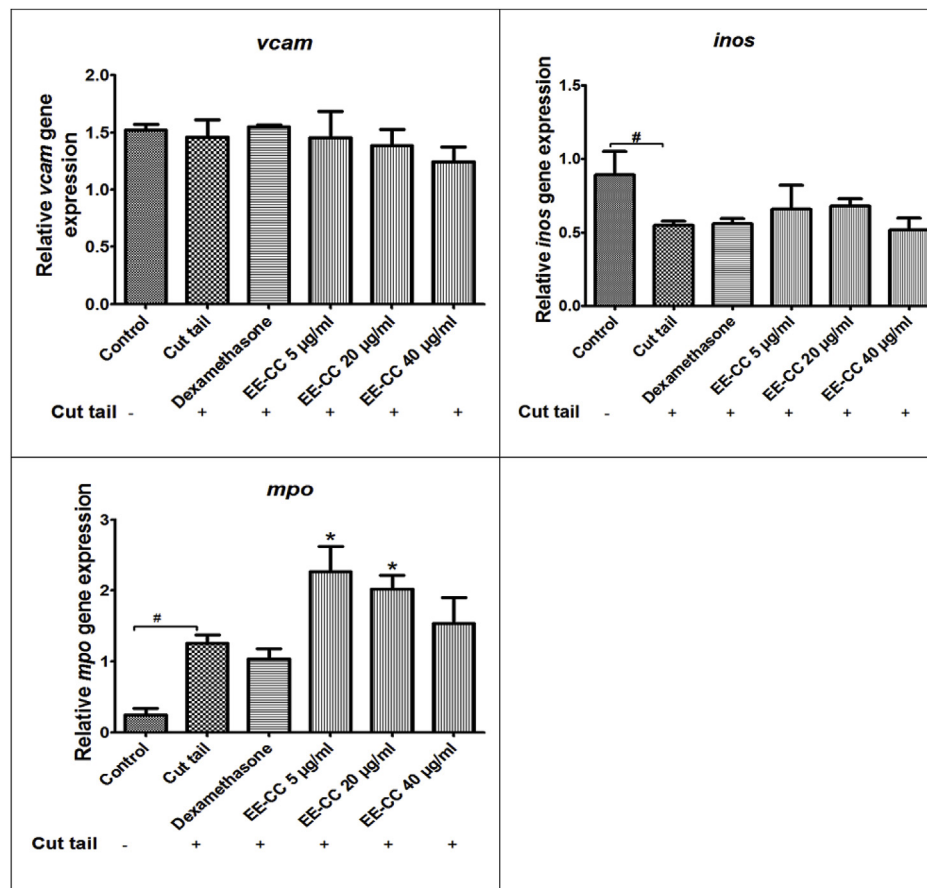 vcam
Relative vcam gene
expression
2.0
1.5
1.0
0.5
0.0
Control
Cut tail
Dexamethasone
EE-CC 5 µg/ml
EE-CC 20 µg/ml
EE-CC 40 µg/ml
Cut tail - + + + + +
inos
Relative inos gene expression
1.5
1.0
0.5
0.0
#
Control
Cut tail
Dexamethasone
EE-CC 5 µg/ml
EE-CC 20 µg/ml
EE-CC 40 µg/ml
Cut tail - + + + + +
mpo
Relative mpo gene expression
3
2
1
0
#
*
*
Control
Cut tail
Dexamethasone
EE-CC 5 µg/ml
EE-CC 20 µg/ml
EE-CC 40 µg/ml
Cut tail - + + + + +